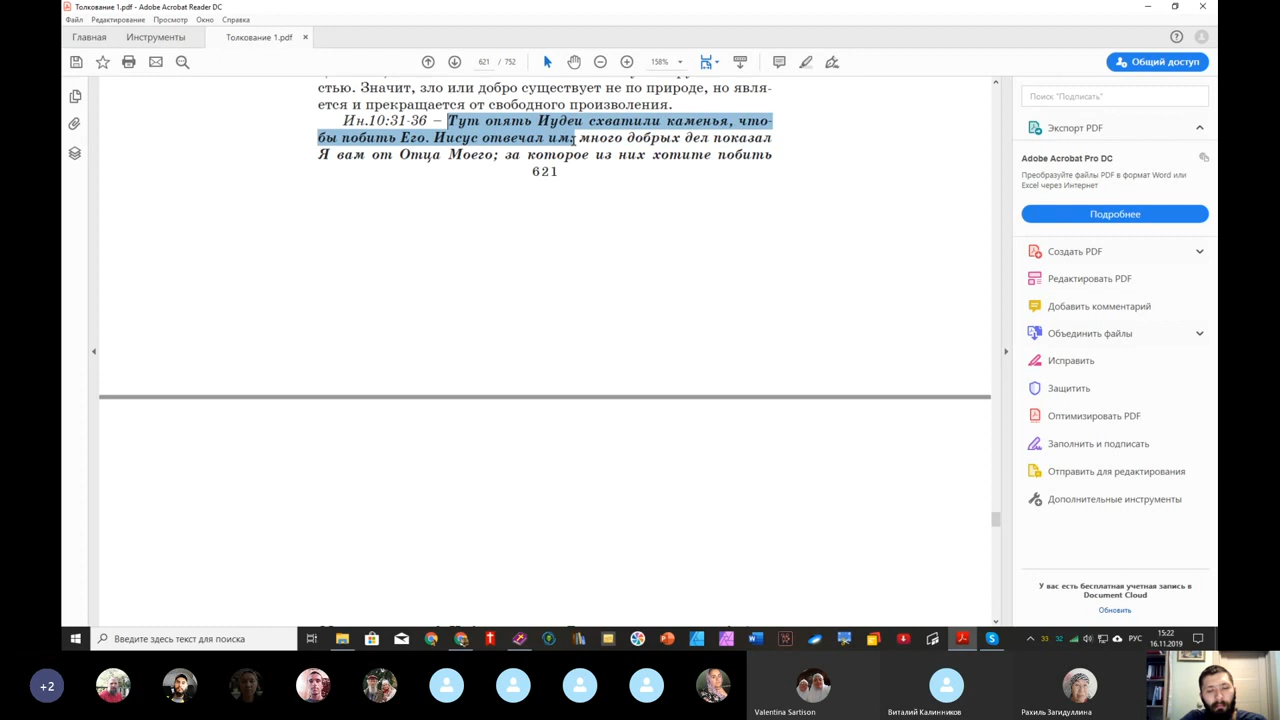 Толкование 1.pdf - Adobe Acrobat Reader DC
Файл Редактирование Просмотр Окно Справка
Главная Инструменты Толкование 1.pdf ×
621 / 752 158%
Общий доступ
стью. Значит, зло или добро существует не по природе, но явля-
ется и превращается от свободного произволения.
Ин.10:31-36 – Тут опять Иудеи схватили каменья, что-
бы побить Его. Иисус отвечал им: много добрых дел показал
Я вам от Отца Моего; за которое из них хотите побить
621
Поиск "Подписать"
Экспорт PDF
Adobe Acrobat Pro DC
Преобразуйте файлы PDF в формат Word или
Excel через Интернет
Подробнее
Создать PDF
Редактировать PDF
Добавить комментарий
Объединить файлы
Исправить
Защитить
Оптимизировать PDF
Заполнить и подписать
Отправить для редактирования
Дополнительные инструменты
У вас есть бесплатная учетная запись в
Document Cloud
Обновить
Введите здесь текст для поиска
33 32 РУС
15:22
16.11.2019
+2
Valentina Sartison
Виталий Калинников
Рахиль Загидуллина